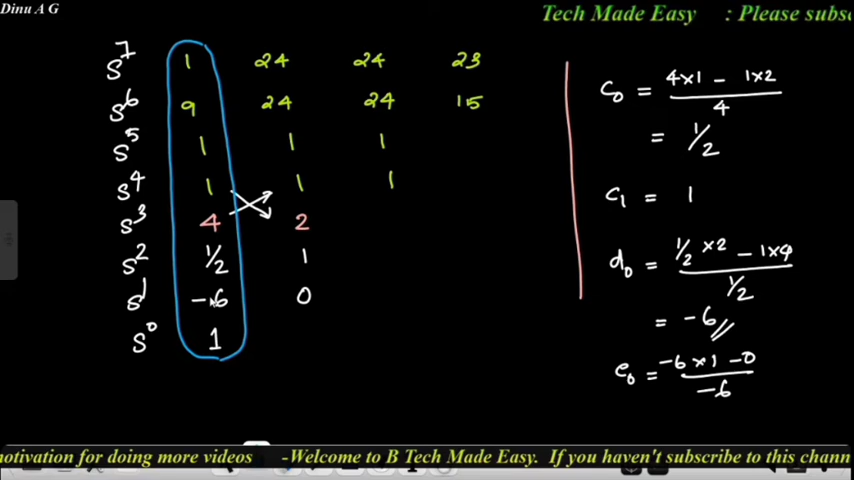 Dinu A G
Tech Made Easy : Please subs
s⁷ 1 24 24 23
s⁶ 9 24 24 15
s⁵ 1 1 1
s⁴ 1 1 1
s³ 4 2
s² 1/2 1
s¹ -6 0
s⁰ 1
c₀ = (4×1 - 1×2)/4
= 1/2
c₁ = 1
d₀ = (1/2 ×2 - 1×4)/(1/2)
= -6 //
e₀ = (-6 × 1 - 0)/(-6)
notivation for doing more videos -Welcome to B Tech Made Easy. If you haven't subscribe to this chann